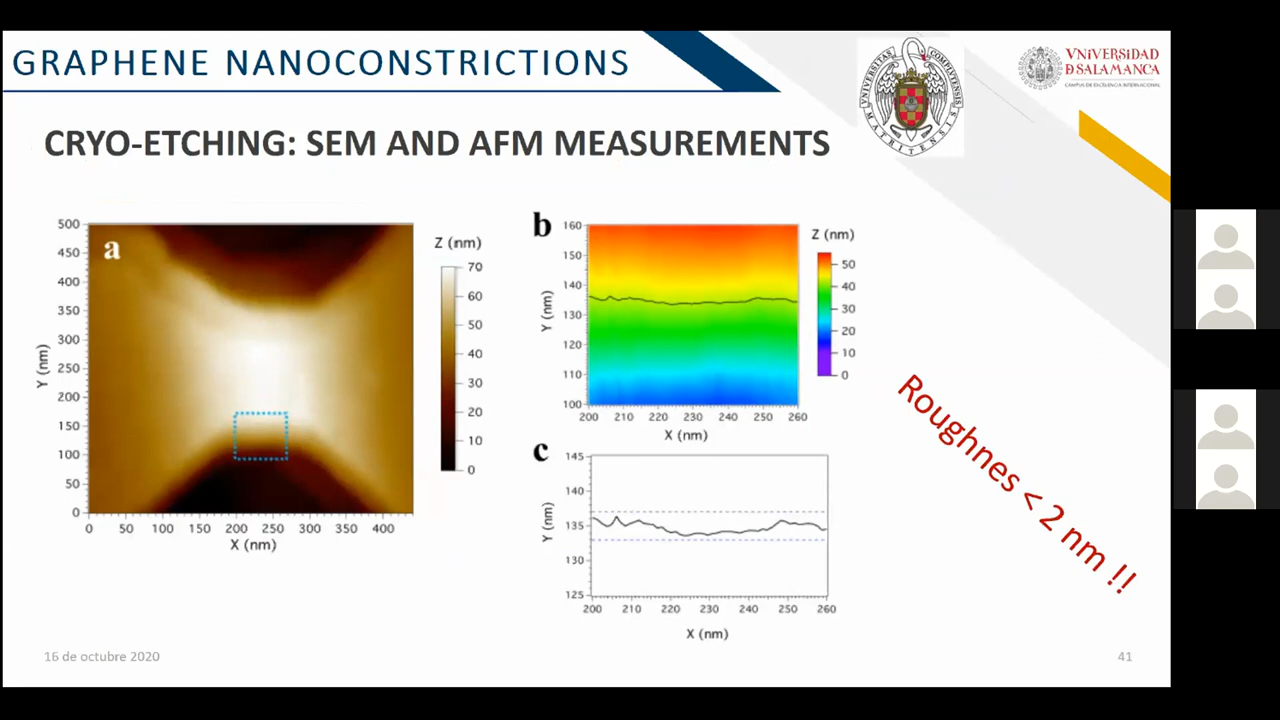 GRAPHENE NANOCONSTRICTIONS
VNiVERSiDAD
D SALAMANCA
CAMPUS DE EXCELENCIA INTERNACIONAL
VNIVERSITAS COMPLVTENSIS
MATRITENSIS
CRYO-ETCHING: SEM AND AFM MEASUREMENTS
a
Y (nm)
500
450
400
350
300
250
200
150
100
50
0
0 50 100 150 200 250 300 350 400
X (nm)
Z (nm)
70
60
50
40
30
20
10
0
b
Y (nm)
160
150
140
130
120
110
100
200 210 220 230 240 250 260
X (nm)
Z (nm)
50
40
30
20
10
0
c
Y (nm)
145
140
135
130
125
200 210 220 230 240 250 260
X (nm)
Roughnes < 2 nm !!
16 de octubre 2020
41